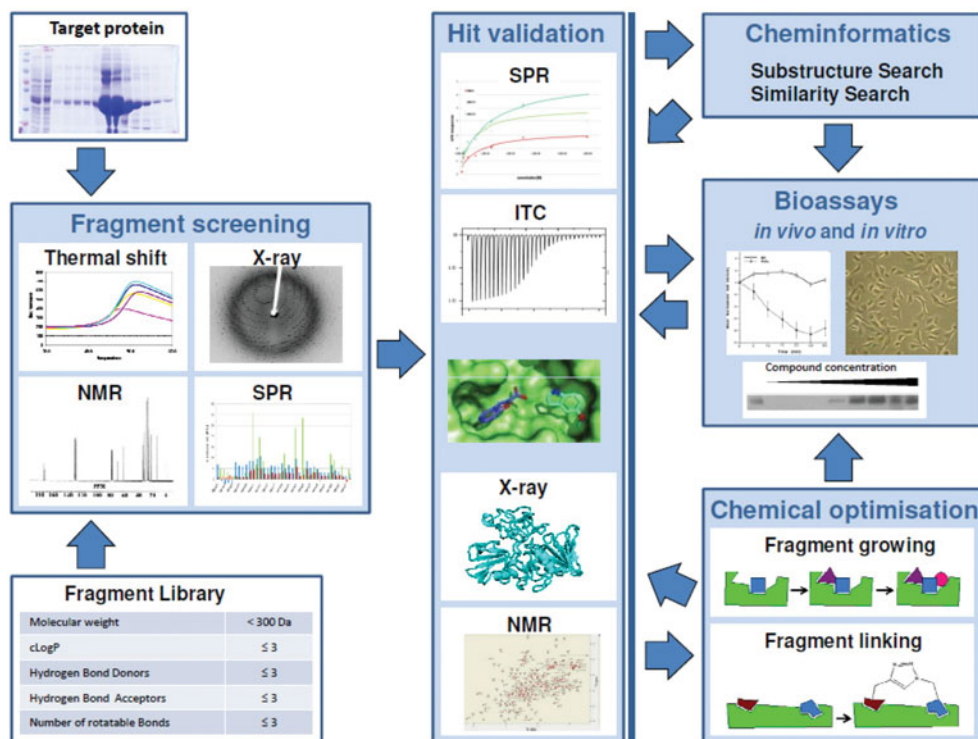 Target protein
Fragment screening
Thermal shift
X-ray
NMR
SPR
Fragment Library
Molecular weight < 300 Da
cLogP ≤ 3
Hydrogen Bond Donors ≤ 3
Hydrogen Bond Acceptors ≤ 3
Number of rotatable Bonds ≤ 3
Hit validation
SPR
ITC
X-ray
NMR
Cheminformatics
Substructure Search
Similarity Search
Bioassays
in vivo and in vitro
Compound concentration
Chemical optimisation
Fragment growing
Fragment linking